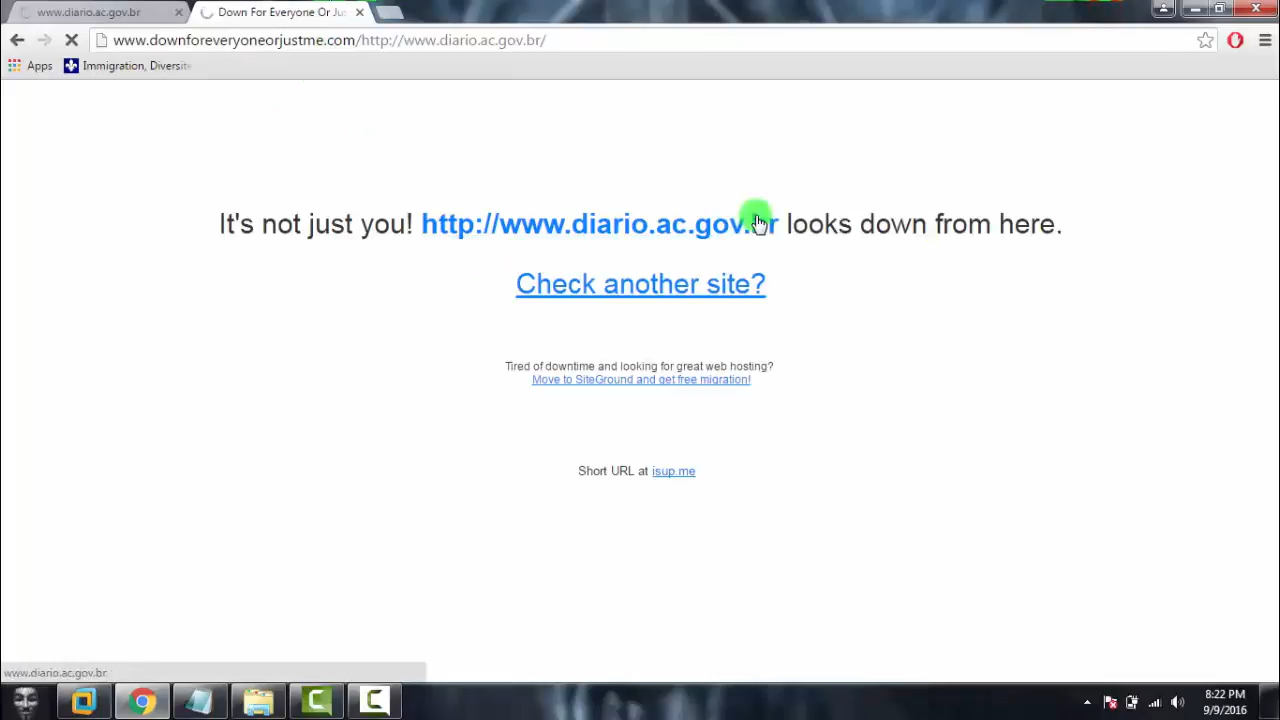 www.diario.ac.gov.br
Down For Everyone Or Jus
www.downforeveryoneorjustme.com/http://www.diario.ac.gov.br/
Apps
Immigration, Diversité
It's not just you! http://www.diario.ac.gov.br looks down from here.
Check another site?
Tired of downtime and looking for great web hosting?
Move to SiteGround and get free migration!
Short URL at isup.me
www.diario.ac.gov.br
8:22 PM
9/9/2016